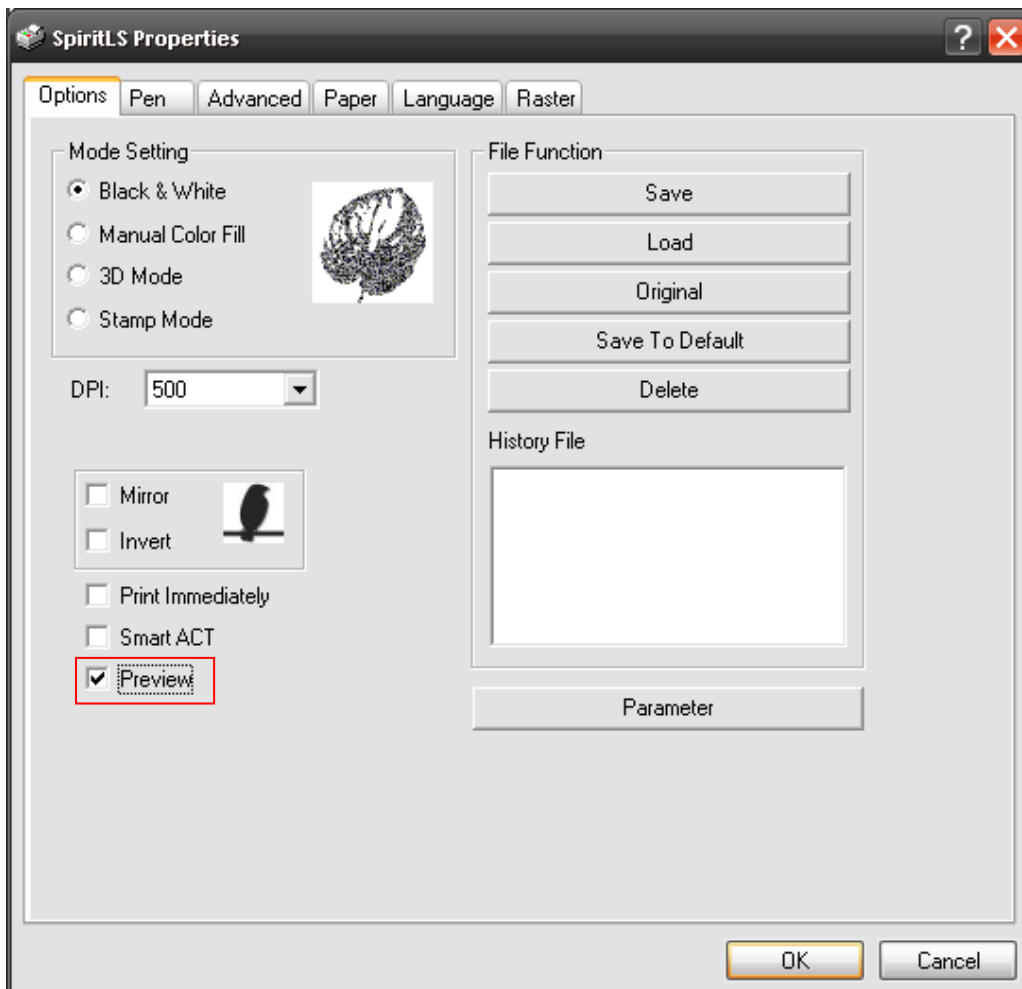 SpiritLS Properties
?
Options Pen Advanced Paper Language Raster
Mode Setting
Black & White
Manual Color Fill
3D Mode
Stamp Mode
DPI: 500
Mirror
Invert
Print Immediately
Smart ACT
Preview
File Function
Save
Load
Original
Save To Default
Delete
History File
Parameter
OK Cancel